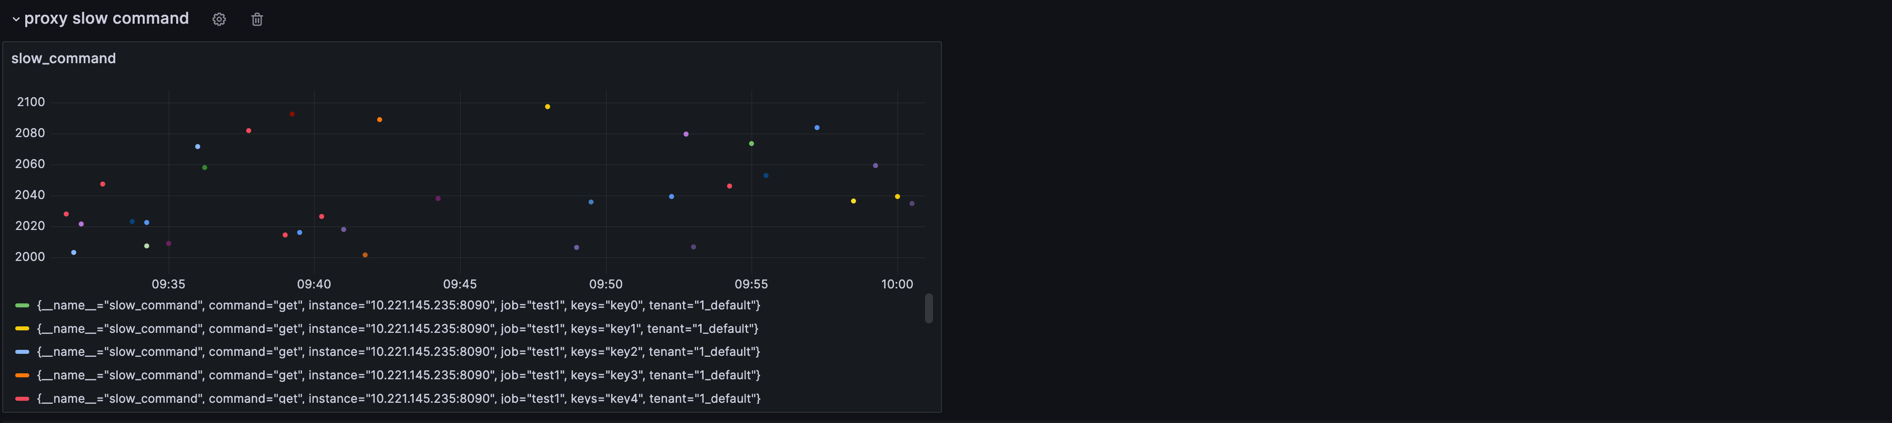 proxy slow command
slow_command
2100
2080
2060
2040
2020
2000
09:35 09:40 09:45 09:50 09:55 10:00
{__name__="slow_command", command="get", instance="10.221.145.235:8090", job="test1", keys="key0", tenant="1_default"}
{__name__="slow_command", command="get", instance="10.221.145.235:8090", job="test1", keys="key1", tenant="1_default"}
{__name__="slow_command", command="get", instance="10.221.145.235:8090", job="test1", keys="key2", tenant="1_default"}
{__name__="slow_command", command="get", instance="10.221.145.235:8090", job="test1", keys="key3", tenant="1_default"}
{__name__="slow_command", command="get", instance="10.221.145.235:8090", job="test1", keys="key4", tenant="1_default"}